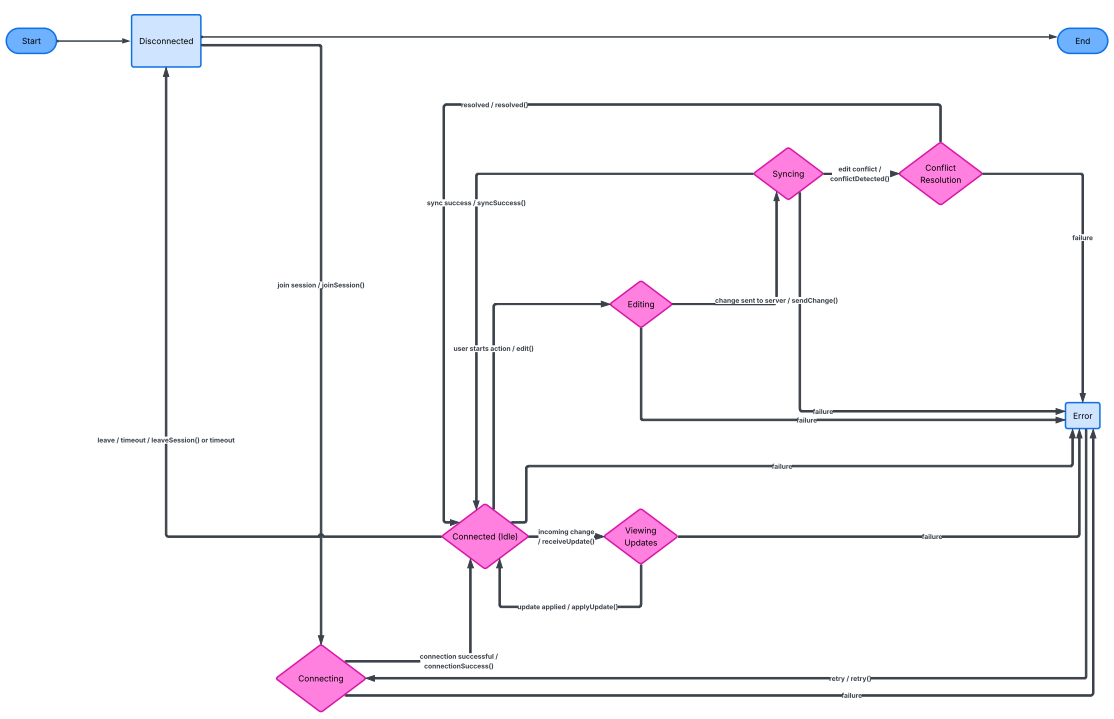 Start
Disconnected
End
resolved / resolved()
Syncing
edit conflict /
conflictDetected()
Conflict
Resolution
sync success / syncSuccess()
failure
join session / joinSession()
Editing
change sent to server / sendChange()
user starts action / edit()
failure
failure
Error
leave / timeout / leaveSession() or timeout
failure
Connected (Idle)
incoming change
/ receiveUpdate()
Viewing
Updates
failure
update applied / applyUpdate()
connection successful /
connectionSuccess()
Connecting
retry / retry()
failure